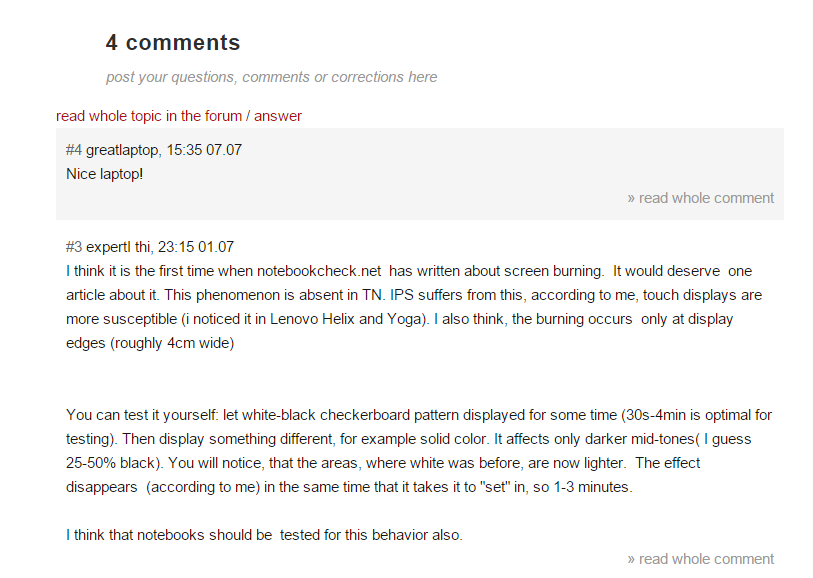 4 comments
post your questions, comments or corrections here
read whole topic in the forum / answer
#4 greatlaptop, 15:35 07.07
Nice laptop!
» read whole comment
#3 expertl thi, 23:15 01.07
I think it is the first time when notebookcheck.net  has written about screen burning.  It would deserve  one
article about it. This phenomenon is absent in TN. IPS suffers from this, according to me, touch displays are
more susceptible (i noticed it in Lenovo Helix and Yoga). I also think, the burning occurs  only at display
edges (roughly 4cm wide)
You can test it yourself: let white-black checkerboard pattern displayed for some time (30s-4min is optimal for
testing). Then display something different, for example solid color. It affects only darker mid-tones( I guess
25-50% black). You will notice, that the areas, where white was before, are now lighter.  The effect
disappears  (according to me) in the same time that it takes it to "set" in, so 1-3 minutes.
I think that notebooks should be  tested for this behavior also.
» read whole comment